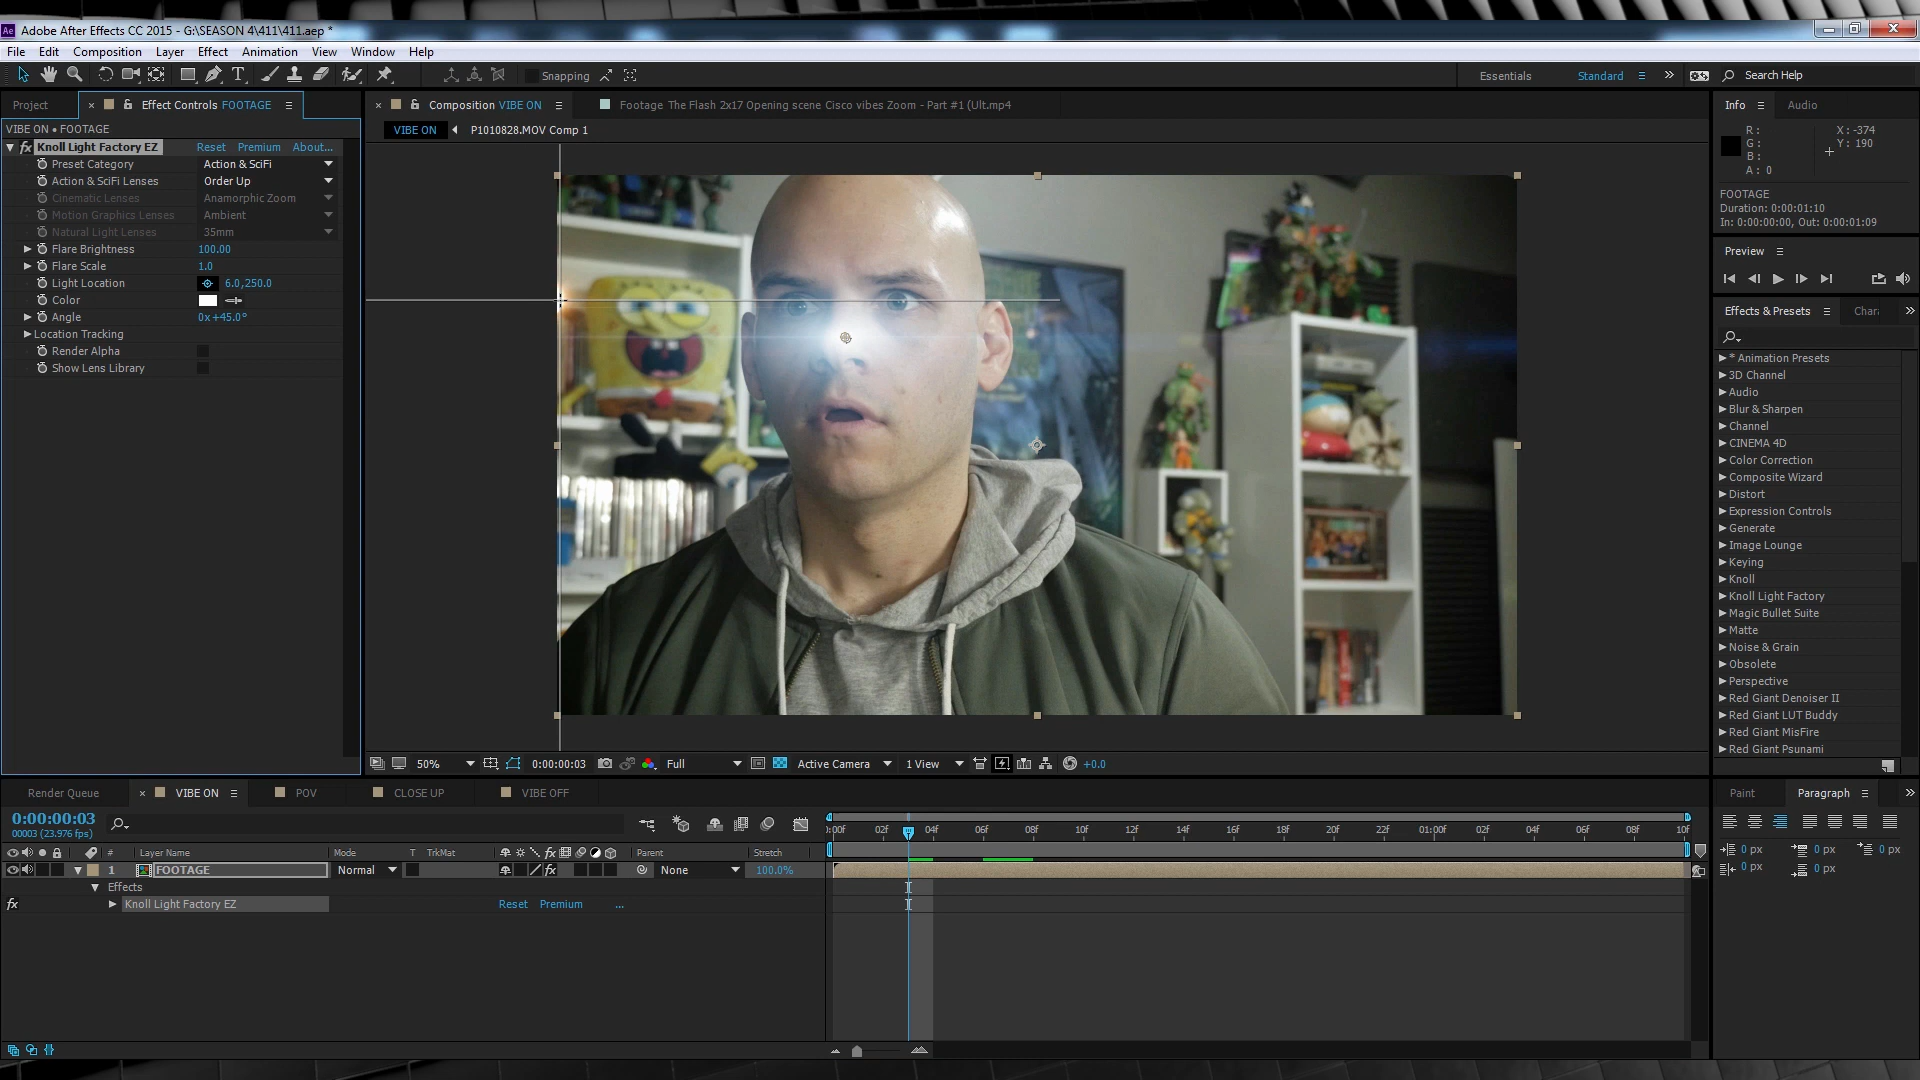 Ae Adobe After Effects CC 2015 - G:\SEASON 4\411\411.aep *
File Edit Composition Layer Effect Animation View Window Help
Snapping
Essentials Standard Search Help
Project Effect Controls FOOTAGE
VIBE ON • FOOTAGE
fx Knoll Light Factory EZ Reset Premium About...
Preset Category Action & SciFi
Action & SciFi Lenses Order Up
Cinematic Lenses Anamorphic Zoom
Motion Graphics Lenses Ambient
Natural Light Lenses 35mm
Flare Brightness 100.00
Flare Scale 1.0
Light Location 6.0,250.0
Color
Angle 0x+45.0°
Location Tracking
Render Alpha
Show Lens Library
Composition VIBE ON Footage The Flash 2x17 Opening scene Cisco vibes Zoom - Part #1 (Ult.mp4
VIBE ON P1010828.MOV Comp 1
50% 0:00:00:03 Full Active Camera 1 View +0.0
Info Audio
R : X : -374
G : Y : 190
B :
A : 0
FOOTAGE
Duration: 0:00:01:10
In: 0:00:00:00, Out: 0:00:01:09
Preview
Effects & Presets Chara
* Animation Presets
3D Channel
Audio
Blur & Sharpen
Channel
CINEMA 4D
Color Correction
Composite Wizard
Distort
Expression Controls
Generate
Image Lounge
Keying
Knoll
Knoll Light Factory
Magic Bullet Suite
Matte
Noise & Grain
Obsolete
Perspective
Red Giant Denoiser II
Red Giant LUT Buddy
Red Giant MisFire
Red Giant Psunami
Render Queue VIBE ON POV CLOSE UP VIBE OFF
0:00:00:03
00003 (23.976 fps)
# Layer Name Mode T TrkMat fx Parent Stretch
1 FOOTAGE Normal fx None 100.0%
Effects
fx Knoll Light Factory EZ Reset Premium ...
):00f 02f 04f 06f 08f 10f 12f 14f 16f 18f 20f 22f 01:00f 02f 04f 06f 08f 10f
Paint Paragraph
0 px 0 px 0 px
0 px 0 px